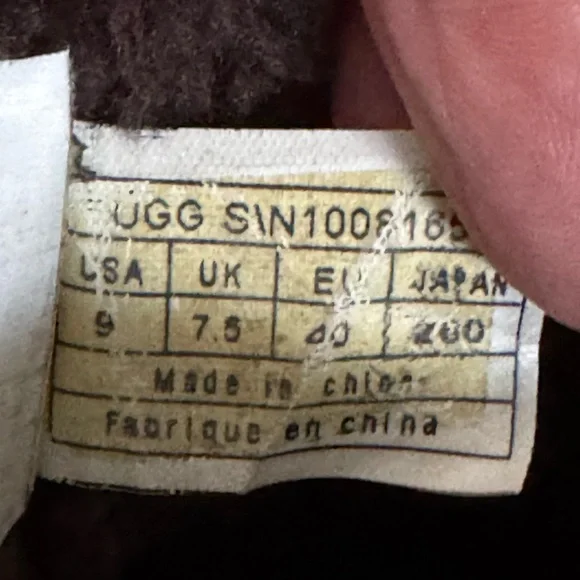 UGG S\N1008165
USA UK EU JAPAN
9 7.5 40 260
Made in china
Fabrique en china